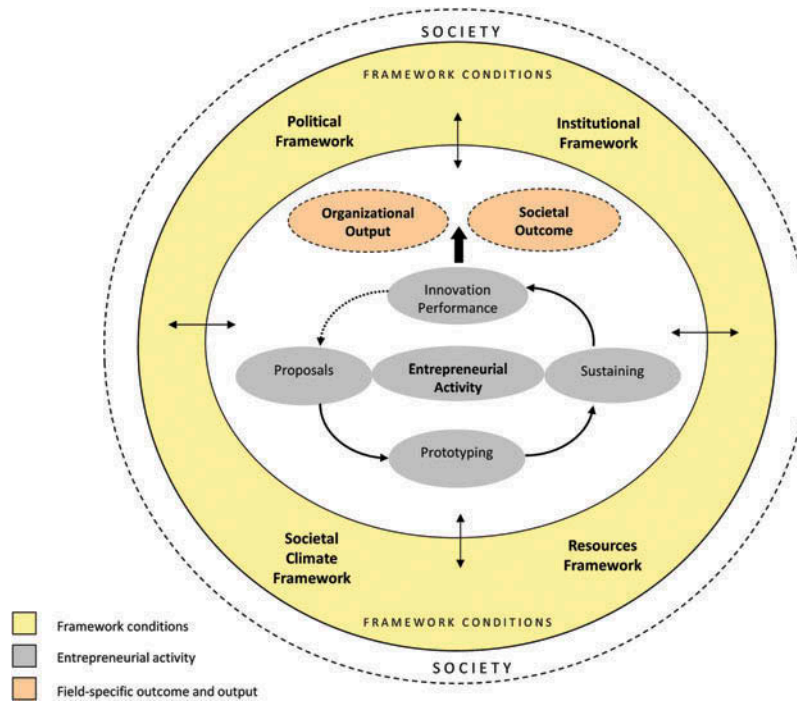 SOCIETY
FRAMEWORK CONDITIONS
Political
Framework
Institutional
Framework
Organizational
Output
Societal
Outcome
Innovation
Performance
Proposals
Entrepreneurial
Activity
Sustaining
Prototyping
Societal
Climate
Framework
Resources
Framework
FRAMEWORK CONDITIONS
SOCIETY
Framework conditions
Entrepreneurial activity
Field-specific outcome and output